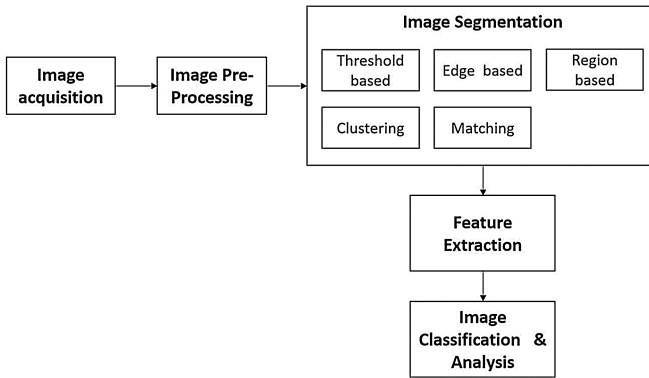 Image Segmentation
Image
acquisition
Image Pre-
Processing
Threshold
based
Edge based
Region
based
Clustering
Matching
Feature
Extraction
Image
Classification &
Analysis